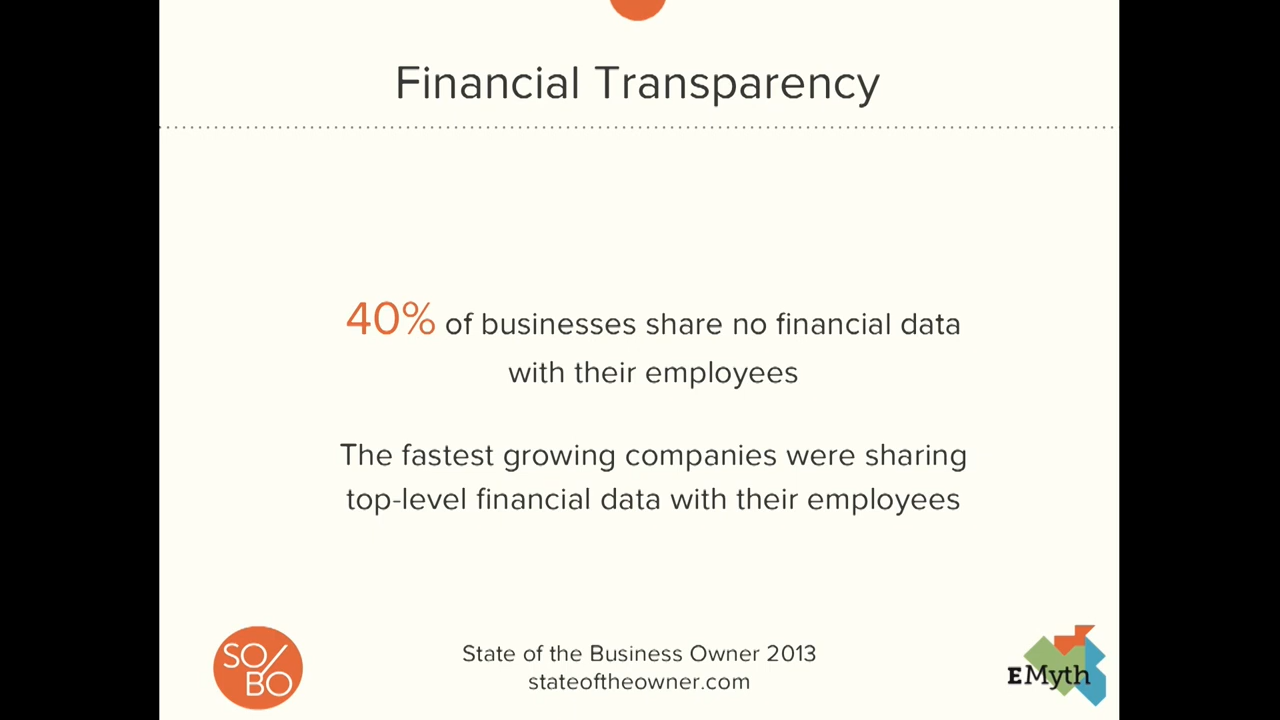 Financial Transparency
40% of businesses share no financial data
with their employees
The fastest growing companies were sharing
top-level financial data with their employees
SO/
BO
State of the Business Owner 2013
stateoftheowner.com
EMyth